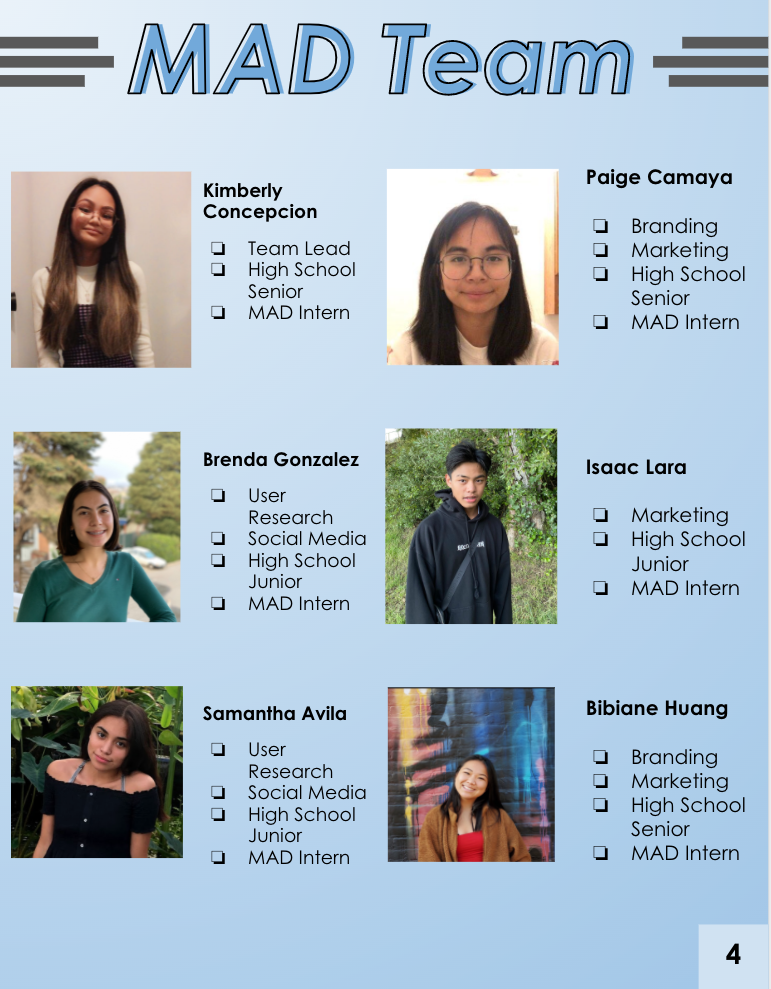 MAD Team
Kimberly
Concepcion
❏ Team Lead
❏ High School
Senior
❏ MAD Intern
Paige Camaya
❏ Branding
❏ Marketing
❏ High School
Senior
❏ MAD Intern
Brenda Gonzalez
❏ User
Research
❏ Social Media
❏ High School
Junior
❏ MAD Intern
Isaac Lara
❏ Marketing
❏ High School
Junior
❏ MAD Intern
Samantha Avila
❏ User
Research
❏ Social Media
❏ High School
Junior
❏ MAD Intern
Bibiane Huang
❏ Branding
❏ Marketing
❏ High School
Senior
❏ MAD Intern
4